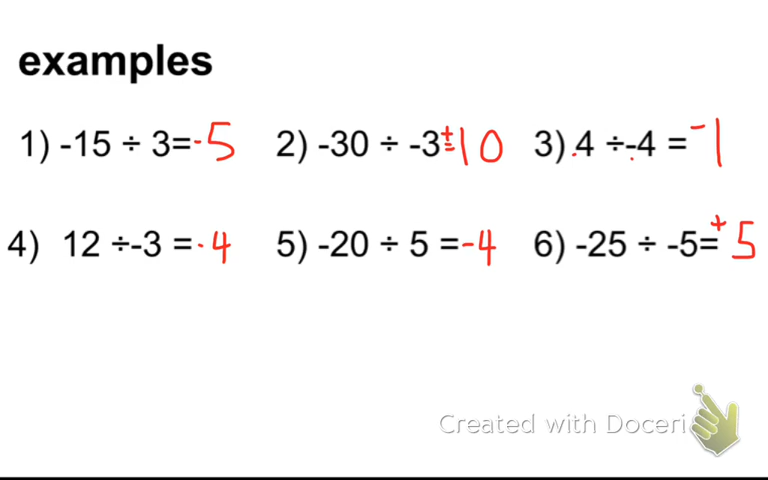 examples
1) -15 ÷ 3= -5 2) -30 ÷ -3= +10 3) 4 ÷-4 = -1
4) 12 ÷-3 = -4 5) -20 ÷ 5 = -4 6) -25 ÷ -5= +5
Created with Doceri